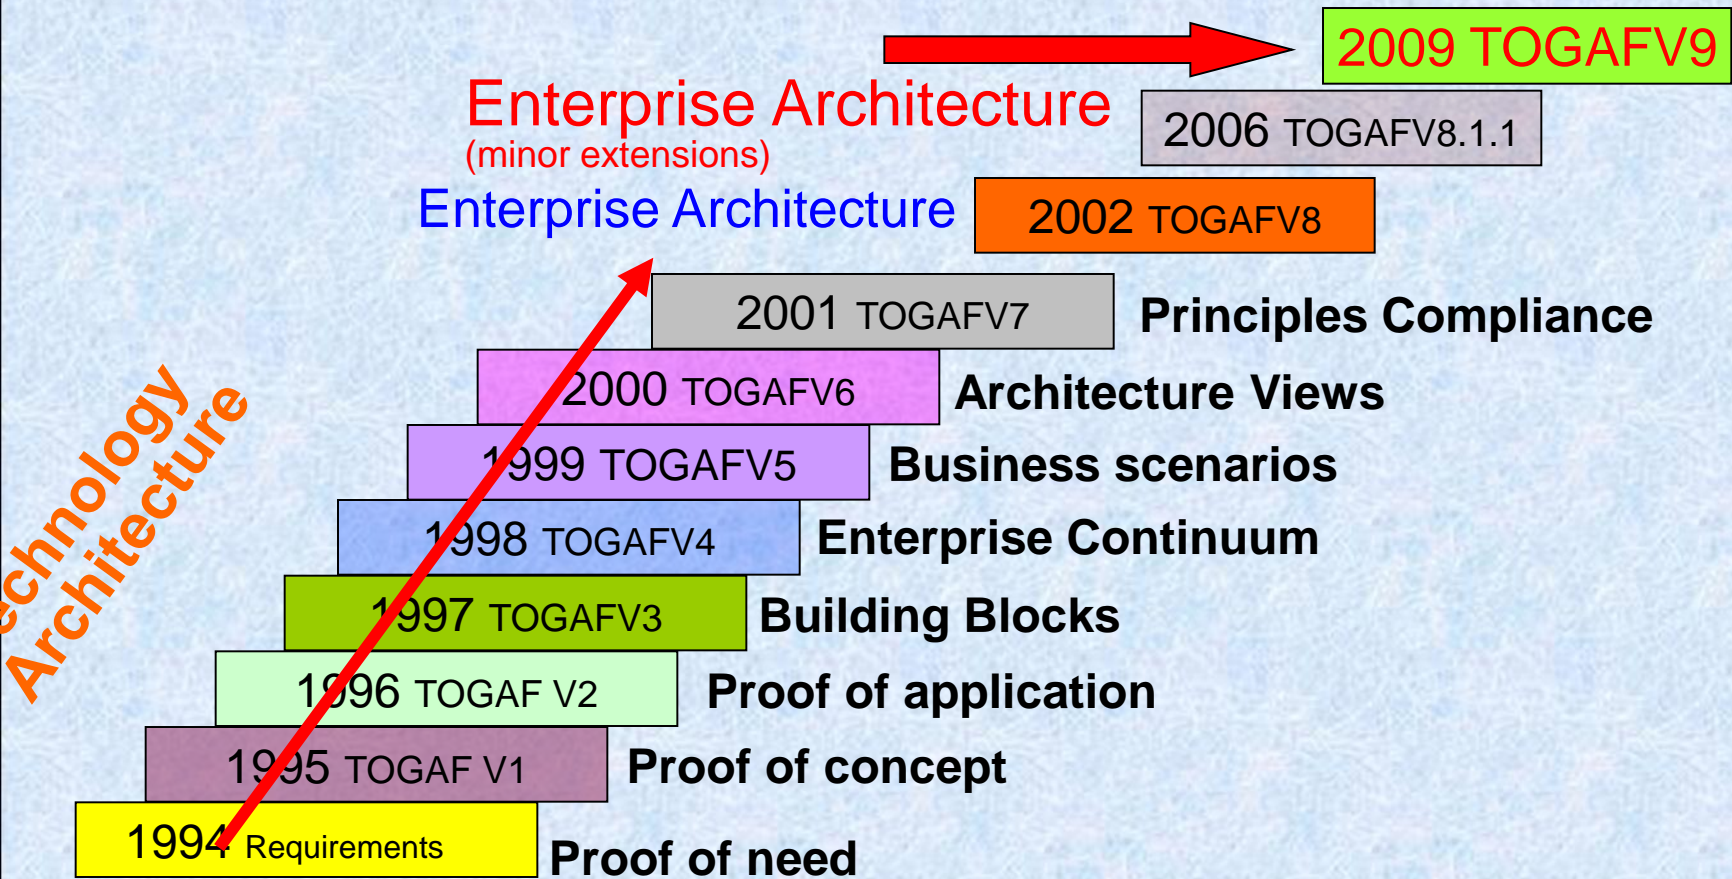 2009 TOGAFV9
Enterprise Architecture
(minor extensions)
2006 TOGAFV8.1.1
Enterprise Architecture
2002 TOGAFV8
2001 TOGAFV7
Principles Compliance
2000 TOGAFV6
Architecture Views
1999 TOGAFV5
Business scenarios
1998 TOGAFV4
Enterprise Continuum
1997 TOGAFV3
Building Blocks
1996 TOGAF V2
Proof of application
1995 TOGAF V1
Proof of concept
1994 Requirements
Proof of need
echnology
Architecture